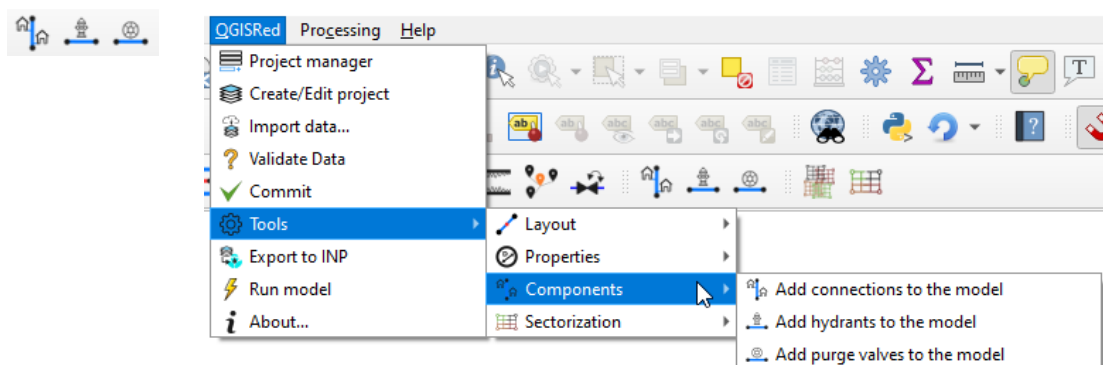 QGISRed Processing Help
Project manager
Create/Edit project
Import data...
Validate Data
Commit
Tools
Export to INP
Run model
About...
Layout
Properties
Components
Sectorization
Add connections to the model
Add hydrants to the model
Add purge valves to the model